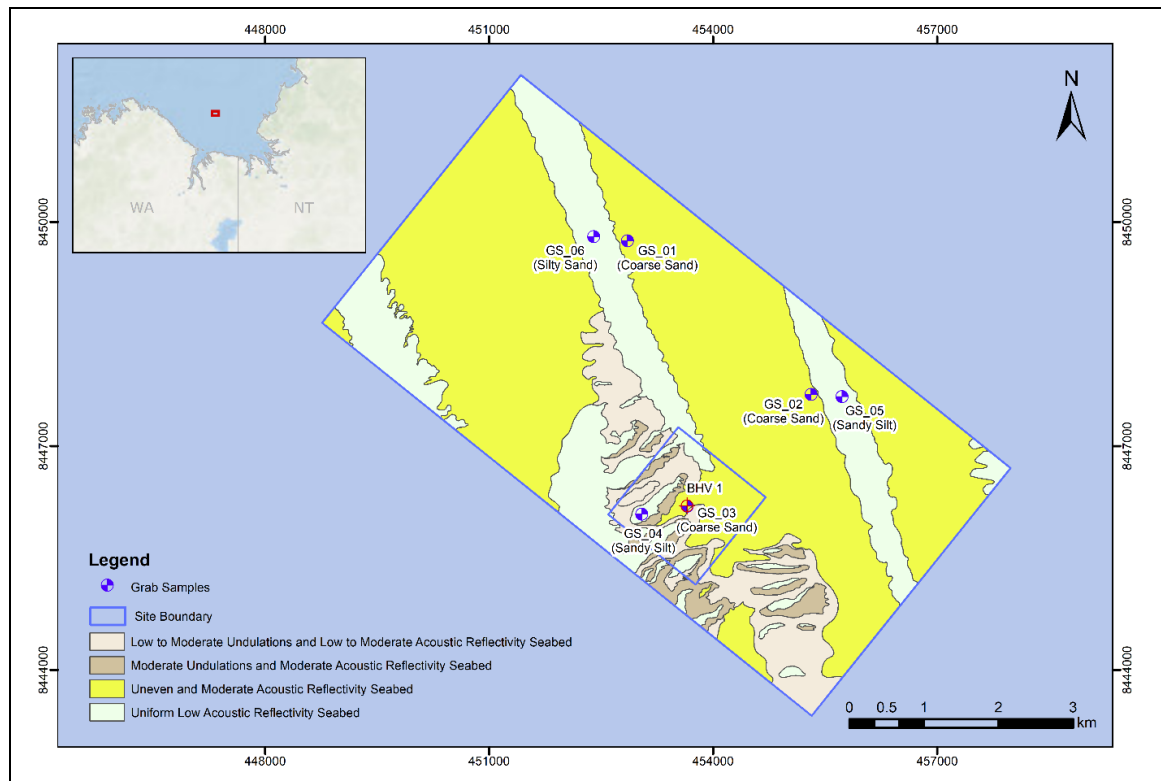 448000
451000
454000
457000
N
WA
NT
8450000
8450000
GS_06
(Silty Sand)
GS_01
(Coarse Sand)
GS_02
(Coarse Sand)
GS_05
(Sandy Silt)
8447000
8447000
BHV 1
GS_03
(Coarse Sand)
GS_04
(Sandy Silt)
Legend
Grab Samples
Site Boundary
Low to Moderate Undulations and Low to Moderate Acoustic Reflectivity Seabed
Moderate Undulations and Moderate Acoustic Reflectivity Seabed
Uneven and Moderate Acoustic Reflectivity Seabed
Uniform Low Acoustic Reflectivity Seabed
8444000
8444000
0 0.5 1 2 3
km
448000
451000
454000
457000